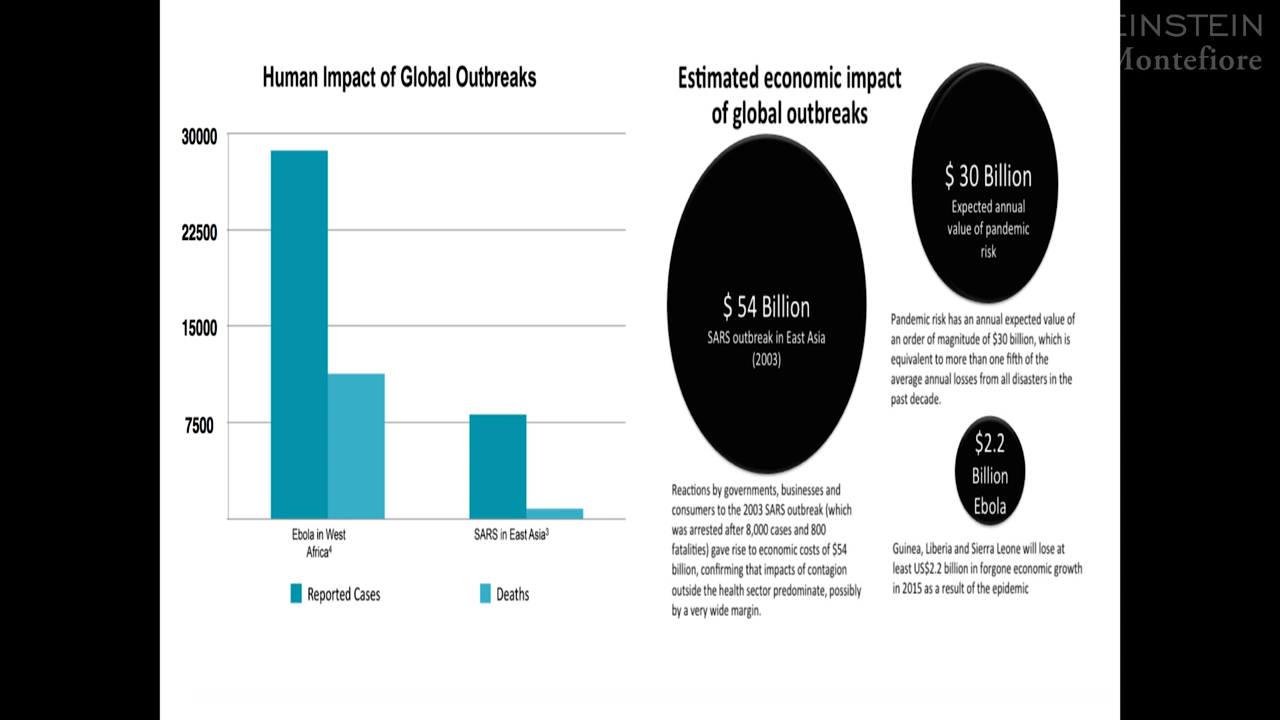 EINSTEIN
Montefiore
Human Impact of Global Outbreaks
30000
22500
15000
7500
Ebola in West
Africa⁴
SARS in East Asia³
Reported Cases
Deaths
Estimated economic impact
of global outbreaks
$ 54 Billion
SARS outbreak in East Asia
(2003)
Reactions by governments, businesses and
consumers to the 2003 SARS outbreak (which
was arrested after 8,000 cases and 800
fatalities) gave rise to economic costs of $54
billion, confirming that impacts of contagion
outside the health sector predominate, possibly
by a very wide margin.
$ 30 Billion
Expected annual
value of pandemic
risk
Pandemic risk has an annual expected value of
an order of magnitude of $30 billion, which is
equivalent to more than one fifth of the
average annual losses from all disasters in the
past decade.
$2.2
Billion
Ebola
Guinea, Liberia and Sierra Leone will lose at
least US$2.2 billion in forgone economic growth
in 2015 as a result of the epidemic